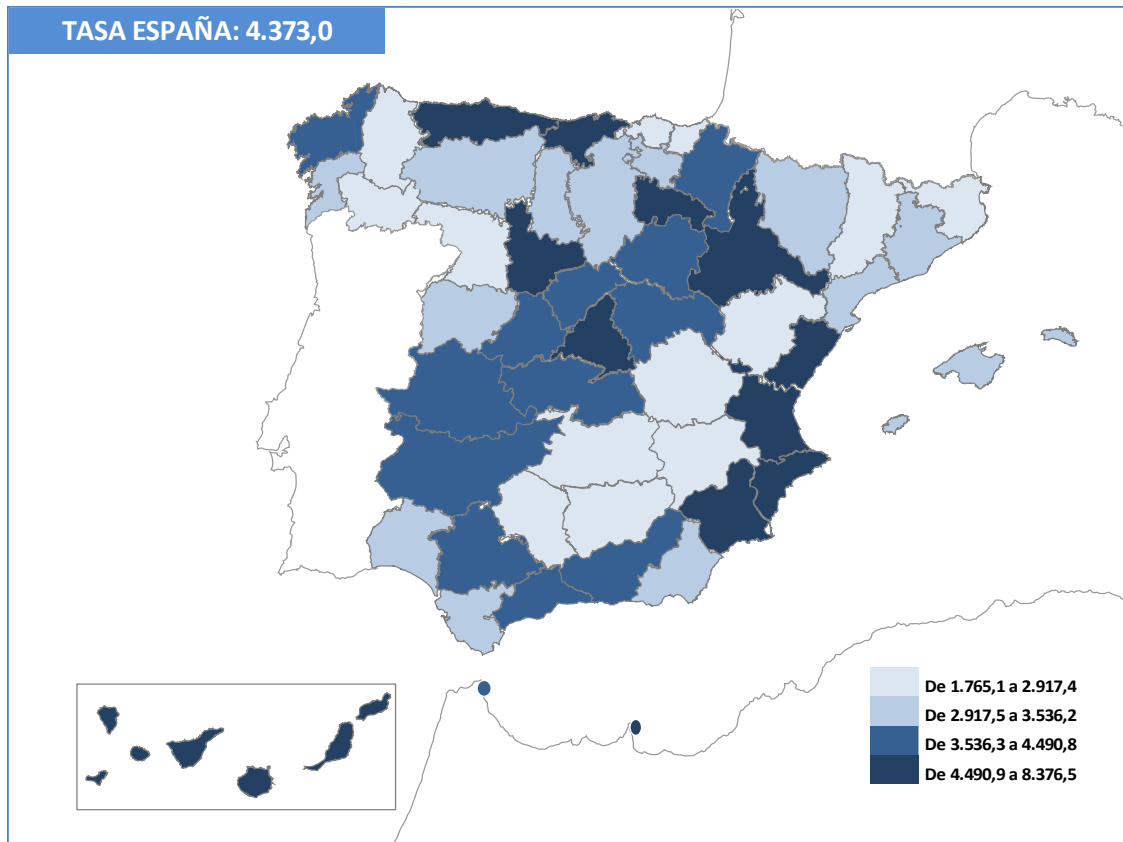 TASA ESPAÑA: 4.373,0
De 1.765,1 a 2.917,4
De 2.917,5 a 3.536,2
De 3.536,3 a 4.490,8
De 4.490,9 a 8.376,5